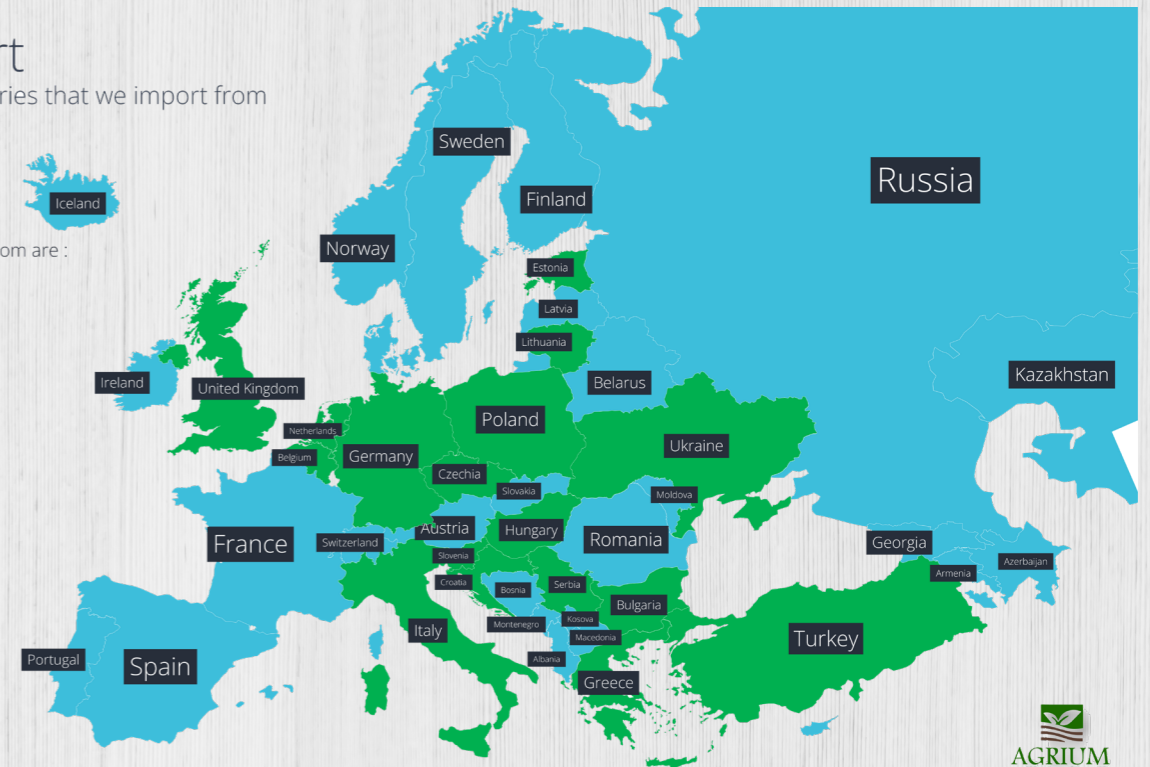 rt
ries that we import from
om are :
Iceland
Sweden
Finland
Norway
Russia
Estonia
Latvia
Lithuania
Belarus
Kazakhstan
Ireland
United Kingdom
Netherlands
Belgium
Germany
Poland
Ukraine
Czechia
Slovakia
Moldova
Austria
Hungary
Romania
France
Switzerland
Slovenia
Georgia
Armenia
Azerbaijan
Croatia
Bosnia
Serbia
Bulgaria
Montenegro
Kosova
Macedonia
Italy
Albania
Greece
Turkey
Portugal
Spain
AGRIUM